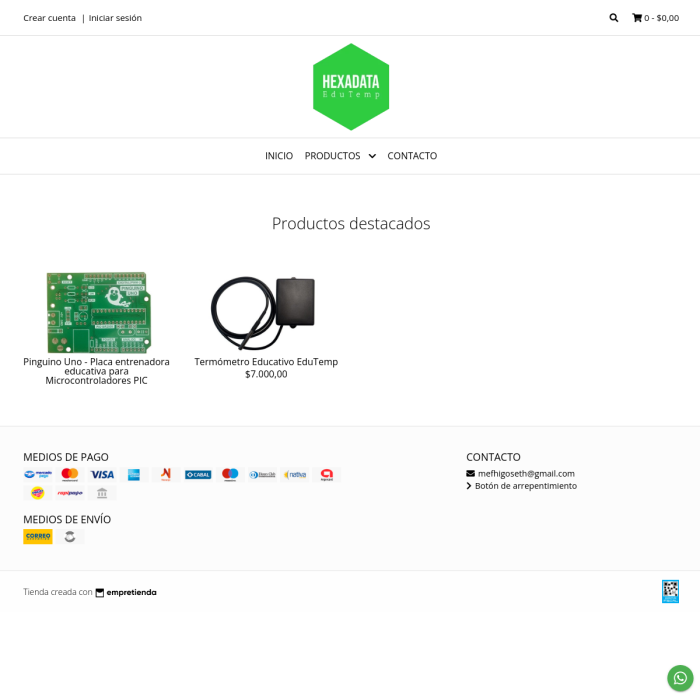 Crear cuenta | Iniciar sesión
0 - $0,00
HEXADATA
EduTemp
INICIO PRODUCTOS CONTACTO
Productos destacados
Pinguino Uno - Placa entrenadora
educativa para
Microcontroladores PIC
Termómetro Educativo EduTemp
$7.000,00
MEDIOS DE PAGO
VISA
CABAL
nativa
rapipago
MEDIOS DE ENVÍO
CORREO
CONTACTO
mefhigoseth@gmail.com
Botón de arrepentimiento
Tienda creada con empretienda